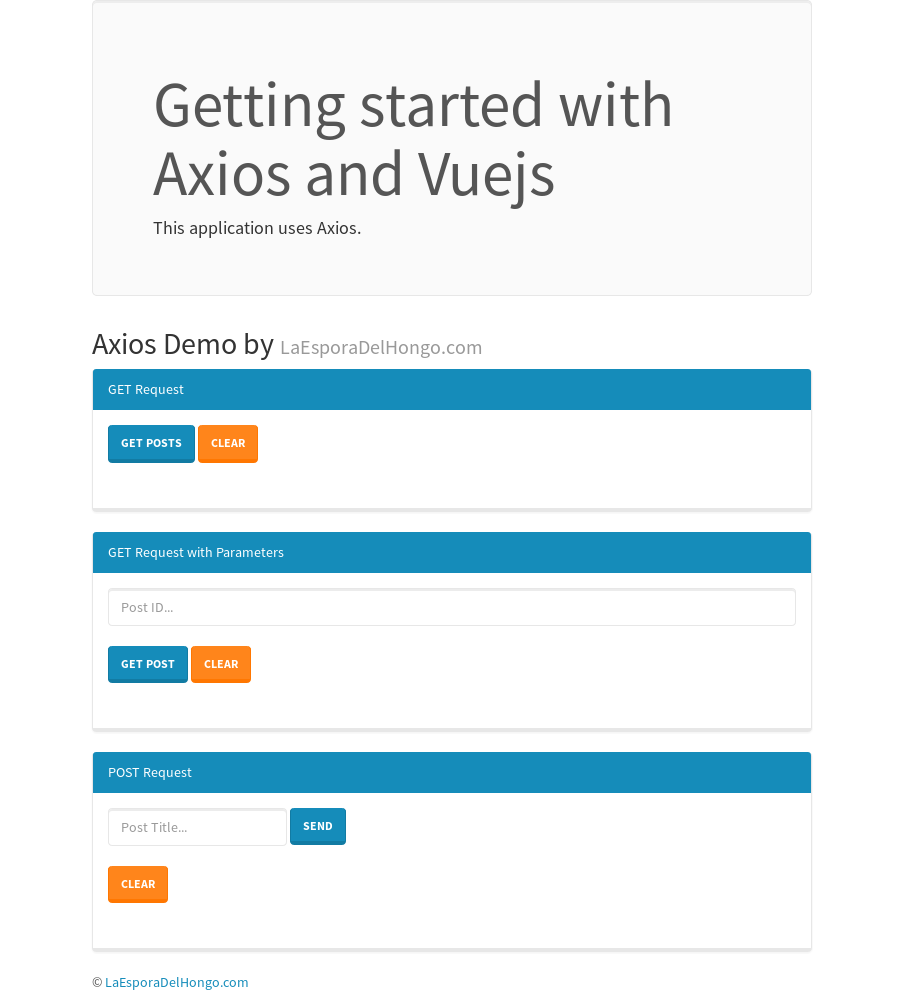 Getting started with
Axios and Vuejs
This application uses Axios.
Axios Demo by LaEsporaDelHongo.com
GET Request
GET POSTS CLEAR
GET Request with Parameters
Post ID...
GET POST CLEAR
POST Request
Post Title... SEND
CLEAR
© LaEsporaDelHongo.com